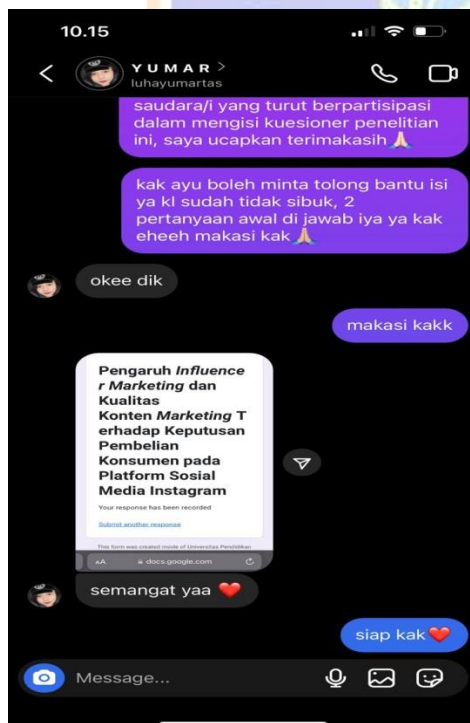 10.15
YUMAR >
luhayumartas
saudara/i yang turut berpartisipasi
dalam mengisi kuesioner penelitian
ini, saya ucapkan terimakasih🙏
kak ayu boleh minta tolong bantu isi
ya kl sudah tidak sibuk, 2
pertanyaan awal di jawab iya ya kak
eheeh makasi kak🙏
okee dik
makasi kakk
Pengaruh Influence
r Marketing dan
Kualitas
Konten Marketing T
erhadap Keputusan
Pembelian
Konsumen pada
Platform Sosial
Media Instagram
Your response has been recorded
Submit another response
This form was created inside of Universitas Pendidikan
AA docs.google.com
semangat yaa ❤️
siap kak❤️
Message...